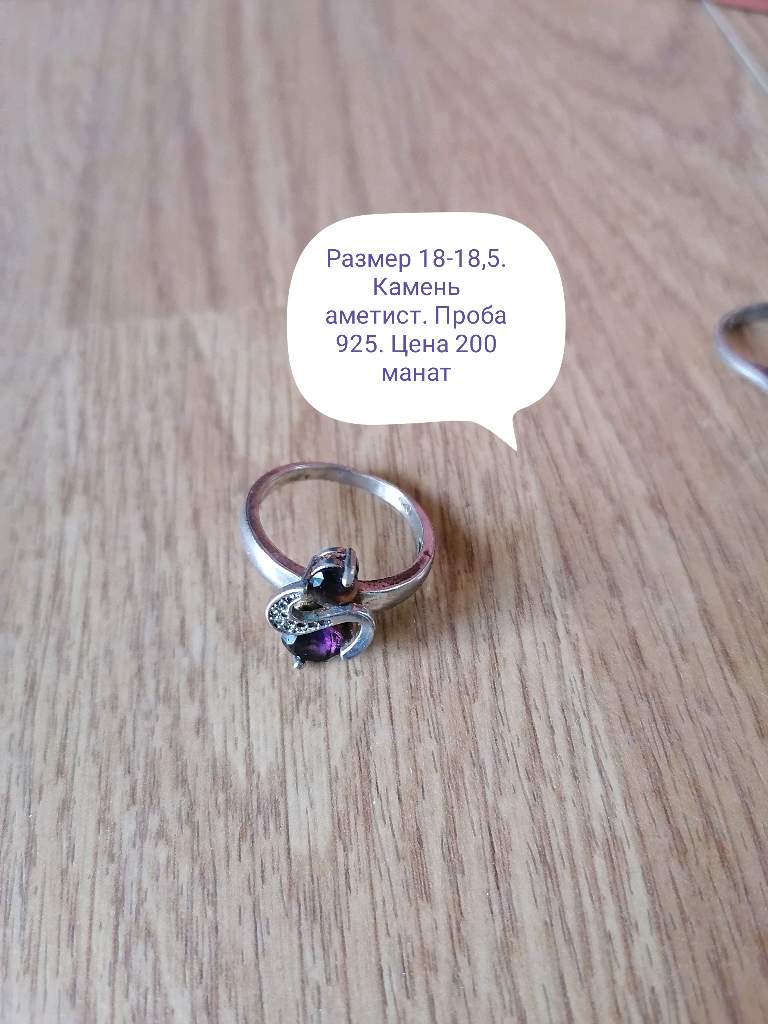 Размер 18-18,5.
Камень
аметист. Проба
925. Цена 200
манат